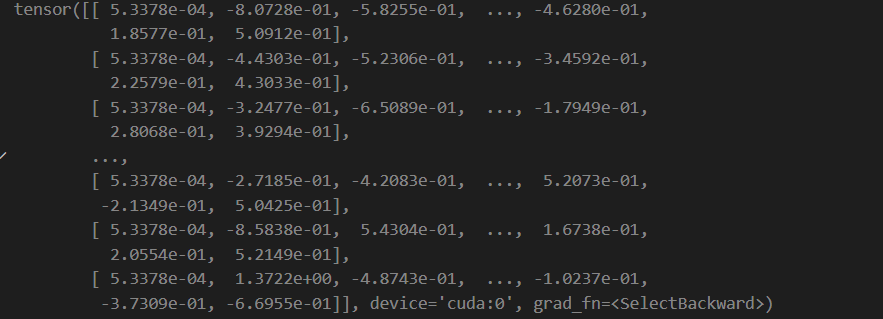 tensor([[ 5.3378e-04, -8.0728e-01, -5.8255e-01,  ..., -4.6280e-01,
          1.8577e-01,  5.0912e-01],
        [ 5.3378e-04, -4.4303e-01, -5.2306e-01,  ..., -3.4592e-01,
          2.2579e-01,  4.3033e-01],
        [ 5.3378e-04, -3.2477e-01, -6.5089e-01,  ..., -1.7949e-01,
          2.8068e-01,  3.9294e-01],
        ...,
        [ 5.3378e-04, -2.7185e-01, -4.2083e-01,  ...,  5.2073e-01,
         -2.1349e-01,  5.0425e-01],
        [ 5.3378e-04, -8.5838e-01,  5.4304e-01,  ...,  1.6738e-01,
          2.0554e-01,  5.2149e-01],
        [ 5.3378e-04,  1.3722e+00, -4.8743e-01,  ..., -1.0237e-01,
         -3.7309e-01, -6.6955e-01]], device='cuda:0', grad_fn=<SelectBackward>)